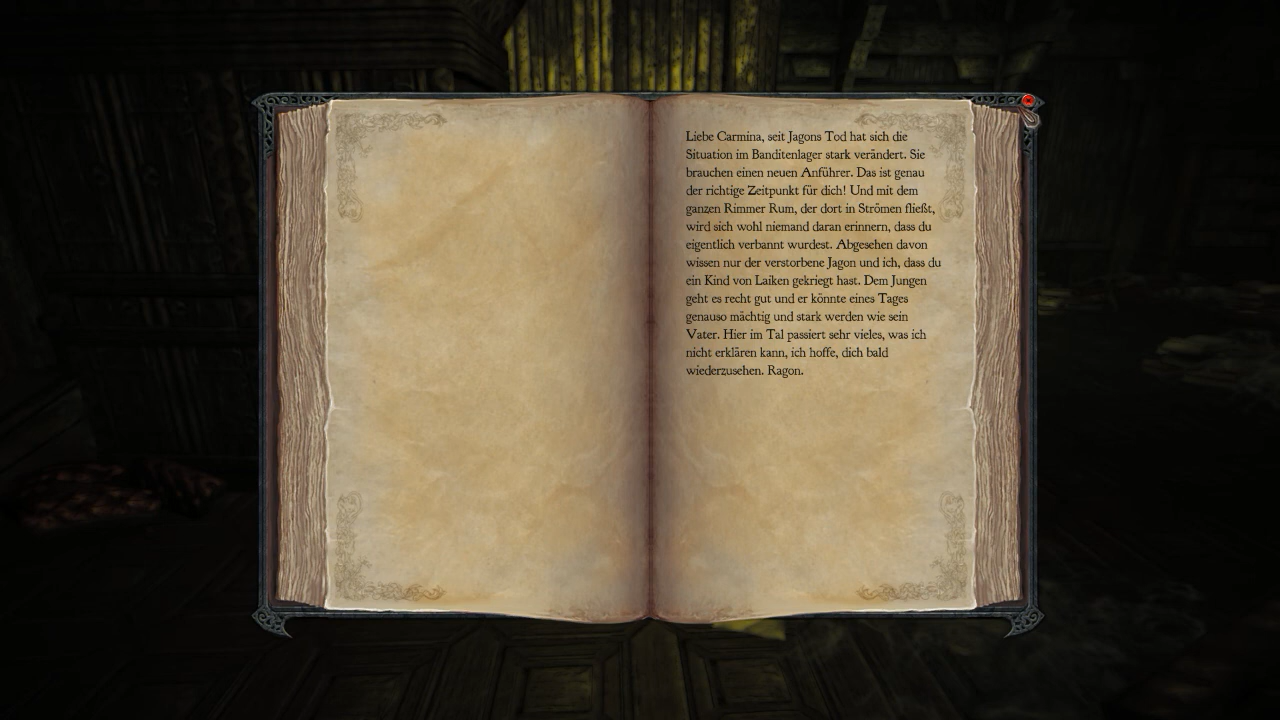 Liebe Carmina, seit Jagons Tod hat sich die
Situation im Banditenlager stark verändert. Sie
brauchen einen neuen Anführer. Das ist genau
der richtige Zeitpunkt für dich! Und mit dem
ganzen Rimmer Rum, der dort in Strömen fließt,
wird sich wohl niemand daran erinnern, dass du
eigentlich verbannt wurdest. Abgesehen davon
wissen nur der verstorbene Jagon und ich, dass du
ein Kind von Laiken gekriegt hast. Dem Jungen
geht es recht gut und er könnte eines Tages
genauso mächtig und stark werden wie sein
Vater. Hier im Tal passiert sehr vieles, was ich
nicht erklären kann, ich hoffe, dich bald
wiederzusehen. Ragon.